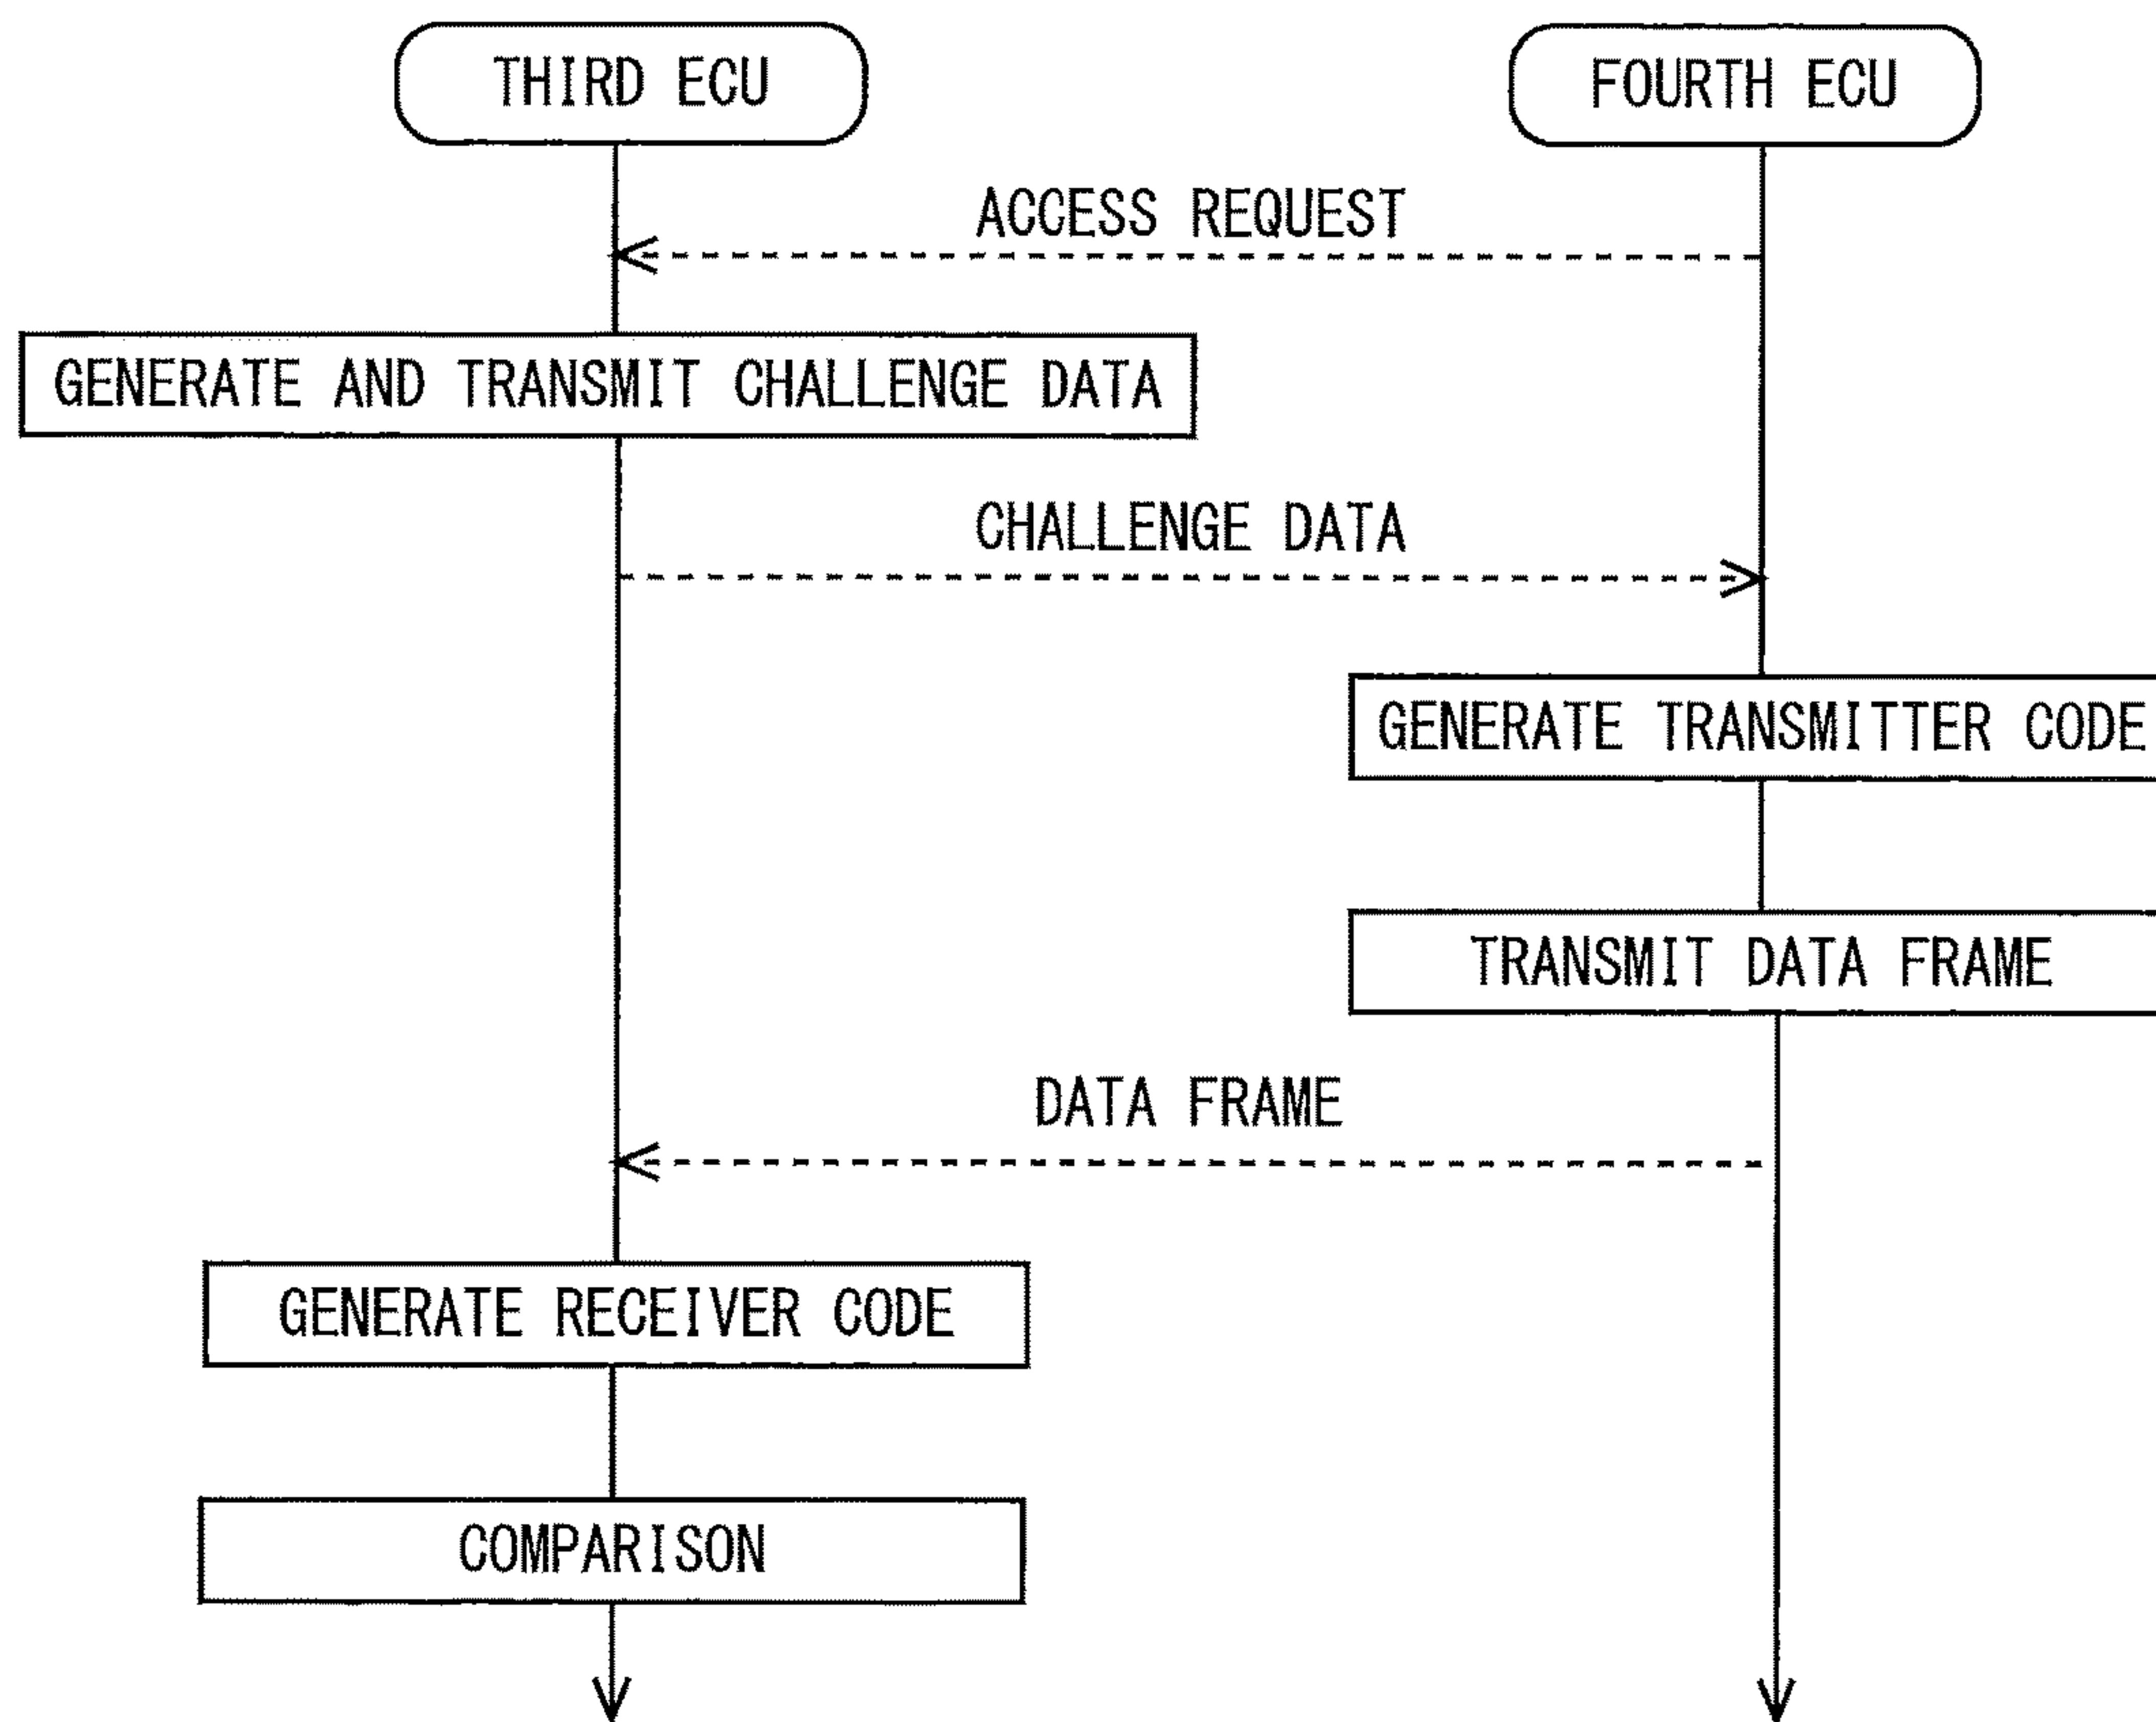 THIRD ECU
FOURTH ECU
ACCESS REQUEST
GENERATE AND TRANSMIT CHALLENGE DATA
CHALLENGE DATA
GENERATE TRANSMITTER CODE
TRANSMIT DATA FRAME
DATA FRAME
GENERATE RECEIVER CODE
COMPARISON